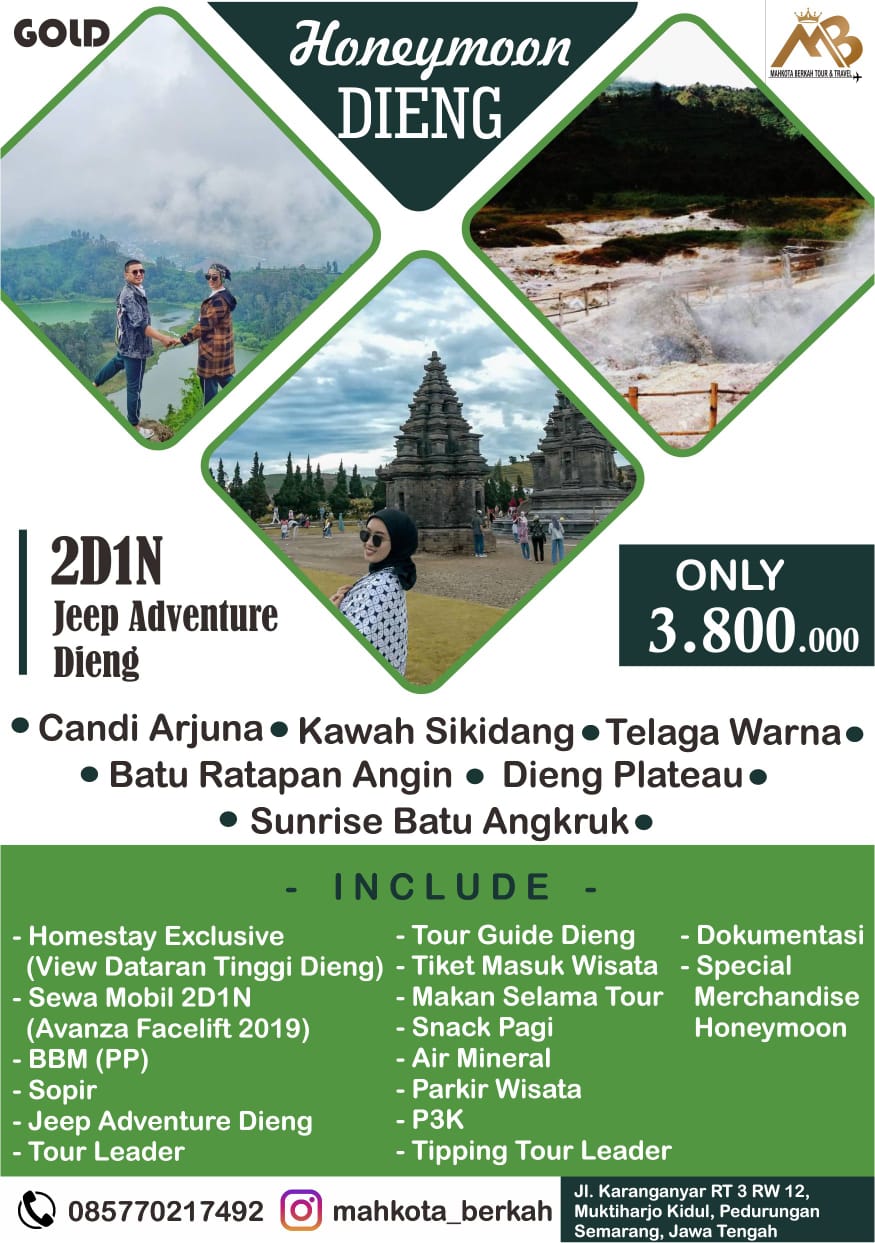 GOLD
Honeymoon
DIENG
MB
MAHKOTA BERKAH TOUR & TRAVEL
2D1N
Jeep Adventure
Dieng
ONLY
3.800.000
• Candi Arjuna • Kawah Sikidang • Telaga Warna •
• Batu Ratapan Angin • Dieng Plateau •
• Sunrise Batu Angkruk •
- INCLUDE -
- Homestay Exclusive
(View Dataran Tinggi Dieng)
- Sewa Mobil 2D1N
(Avanza Facelift 2019)
- BBM (PP)
- Sopir
- Jeep Adventure Dieng
- Tour Leader
- Tour Guide Dieng
- Tiket Masuk Wisata
- Makan Selama Tour
- Snack Pagi
- Air Mineral
- Parkir Wisata
- P3K
- Tipping Tour Leader
- Dokumentasi
- Special
Merchandise
Honeymoon
085770217492
mahkota_berkah
Jl. Karanganyar RT 3 RW 12,
Muktiharjo Kidul, Pedurungan
Semarang, Jawa Tengah